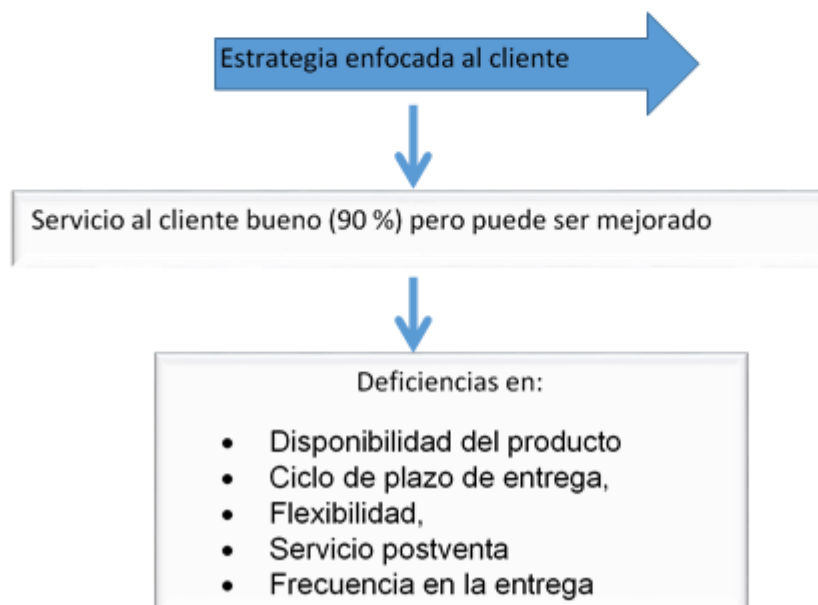 Estrategia enfocada al cliente
Servicio al cliente bueno (90 %) pero puede ser mejorado
Deficiencias en:
• Disponibilidad del producto
• Ciclo de plazo de entrega,
• Flexibilidad,
• Servicio postventa
• Frecuencia en la entrega